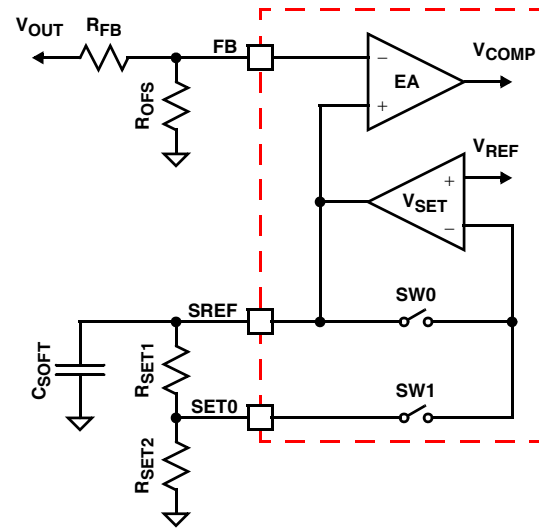 VOUT
RFB
FB
ROFS
−
EA
+
VCOMP
VREF
+
VSET
−
SW0
SREF
CSOFT
RSET1
SET0
SW1
RSET2